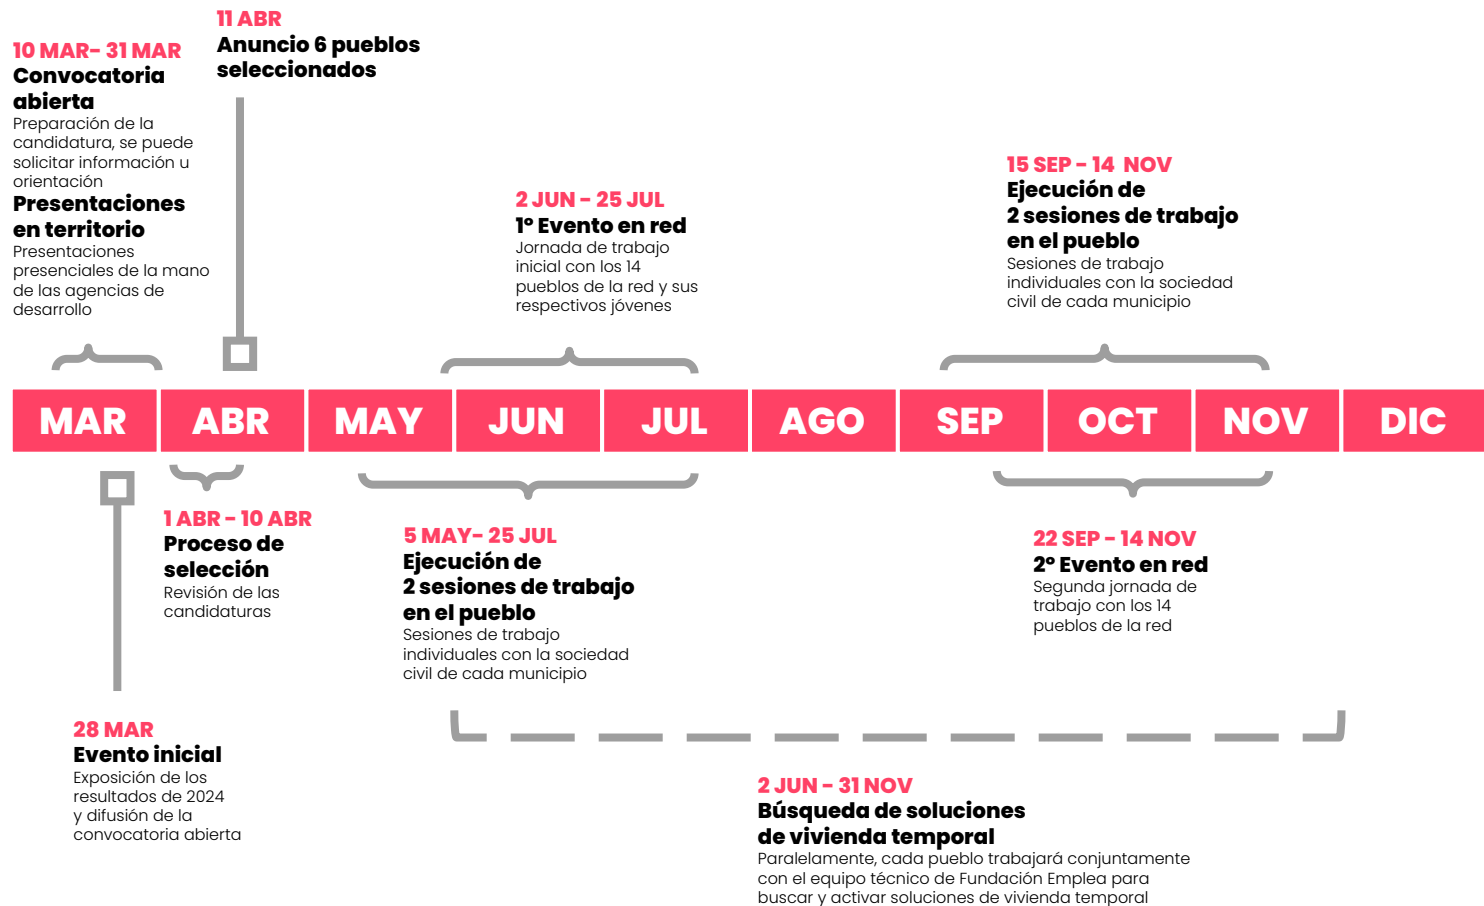 11 ABR
Anuncio 6 pueblos
seleccionados
10 MAR- 31 MAR
Convocatoria
abierta
Preparación de la
candidatura, se puede
solicitar información u
orientación
Presentaciones
en territorio
Presentaciones
presenciales de la mano
de las agencias de
desarrollo
2 JUN - 25 JUL
1º Evento en red
Jornada de trabajo
inicial con los 14
pueblos de la red y sus
respectivos jóvenes
15 SEP - 14 NOV
Ejecución de
2 sesiones de trabajo
en el pueblo
Sesiones de trabajo
individuales con la sociedad
civil de cada municipio
MAR ABR MAY JUN JUL AGO SEP OCT NOV DIC
1 ABR - 10 ABR
Proceso de
selección
Revisión de las
candidaturas
5 MAY- 25 JUL
Ejecución de
2 sesiones de trabajo
en el pueblo
Sesiones de trabajo
individuales con la sociedad
civil de cada municipio
22 SEP - 14 NOV
2º Evento en red
Segunda jornada de
trabajo con los 14
pueblos de la red
28 MAR
Evento inicial
Exposición de los
resultados de 2024
y difusión de la
convocatoria abierta
2 JUN - 31 NOV
Búsqueda de soluciones
de vivienda temporal
Paralelamente, cada pueblo trabajará conjuntamente
con el equipo técnico de Fundación Emplea para
buscar y activar soluciones de vivienda temporal